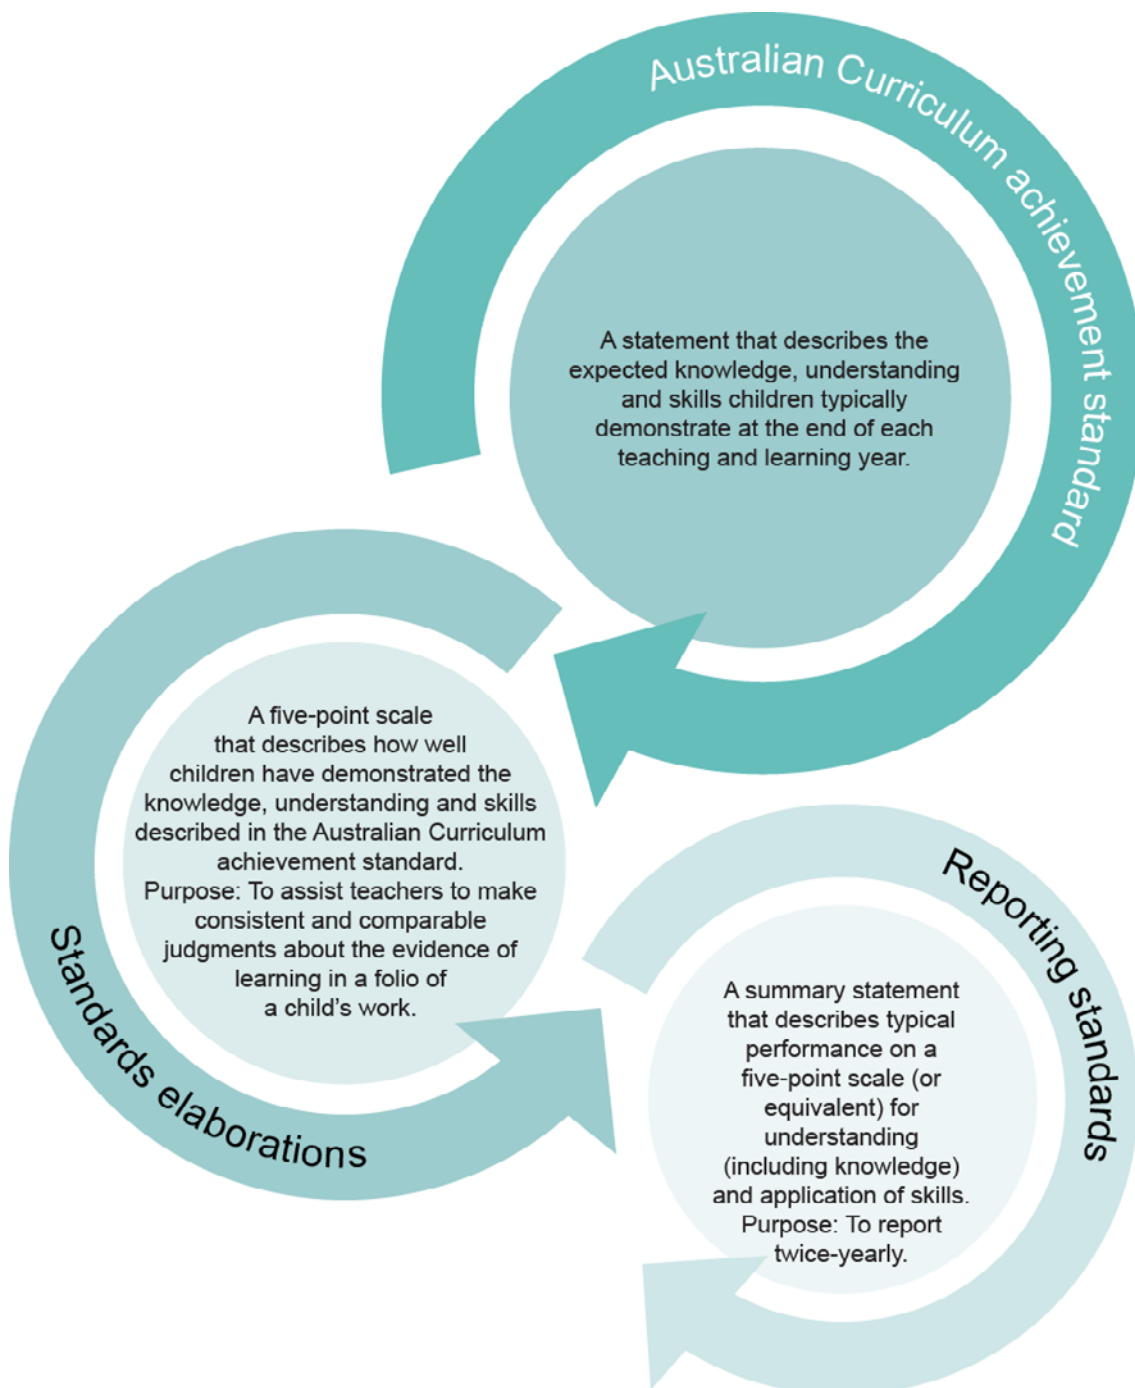 Australian Curriculum achievement standard
A statement that describes the
expected knowledge, understanding
and skills children typically
demonstrate at the end of each
teaching and learning year.
Standards elaborations
A five-point scale
that describes how well
children have demonstrated the
knowledge, understanding and skills
described in the Australian Curriculum
achievement standard.
Purpose: To assist teachers to make
consistent and comparable
judgments about the evidence of
learning in a folio of
a child's work.
Reporting standards
A summary statement
that describes typical
performance on a
five-point scale (or
equivalent) for
understanding
(including knowledge)
and application of skills.
Purpose: To report
twice-yearly.